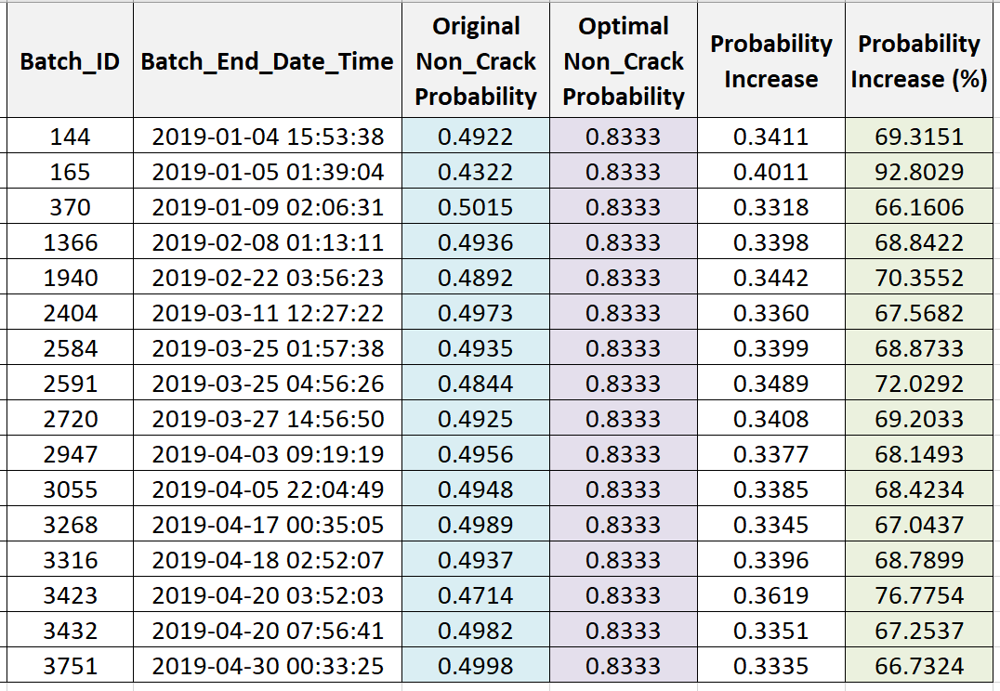 Batch_ID Batch_End_Date_Time Original Non_Crack Probability Optimal Non_Crack Probability Probability Increase Probability Increase (%)
144 2019-01-04 15:53:38 0.4922 0.8333 0.3411 69.3151
165 2019-01-05 01:39:04 0.4322 0.8333 0.4011 92.8029
370 2019-01-09 02:06:31 0.5015 0.8333 0.3318 66.1606
1366 2019-02-08 01:13:11 0.4936 0.8333 0.3398 68.8422
1940 2019-02-22 03:56:23 0.4892 0.8333 0.3442 70.3552
2404 2019-03-11 12:27:22 0.4973 0.8333 0.3360 67.5682
2584 2019-03-25 01:57:38 0.4935 0.8333 0.3399 68.8733
2591 2019-03-25 04:56:26 0.4844 0.8333 0.3489 72.0292
2720 2019-03-27 14:56:50 0.4925 0.8333 0.3408 69.2033
2947 2019-04-03 09:19:19 0.4956 0.8333 0.3377 68.1493
3055 2019-04-05 22:04:49 0.4948 0.8333 0.3385 68.4234
3268 2019-04-17 00:35:05 0.4989 0.8333 0.3345 67.0437
3316 2019-04-18 02:52:07 0.4937 0.8333 0.3396 68.7899
3423 2019-04-20 03:52:03 0.4714 0.8333 0.3619 76.7754
3432 2019-04-20 07:56:41 0.4982 0.8333 0.3351 67.2537
3751 2019-04-30 00:33:25 0.4998 0.8333 0.3335 66.7324